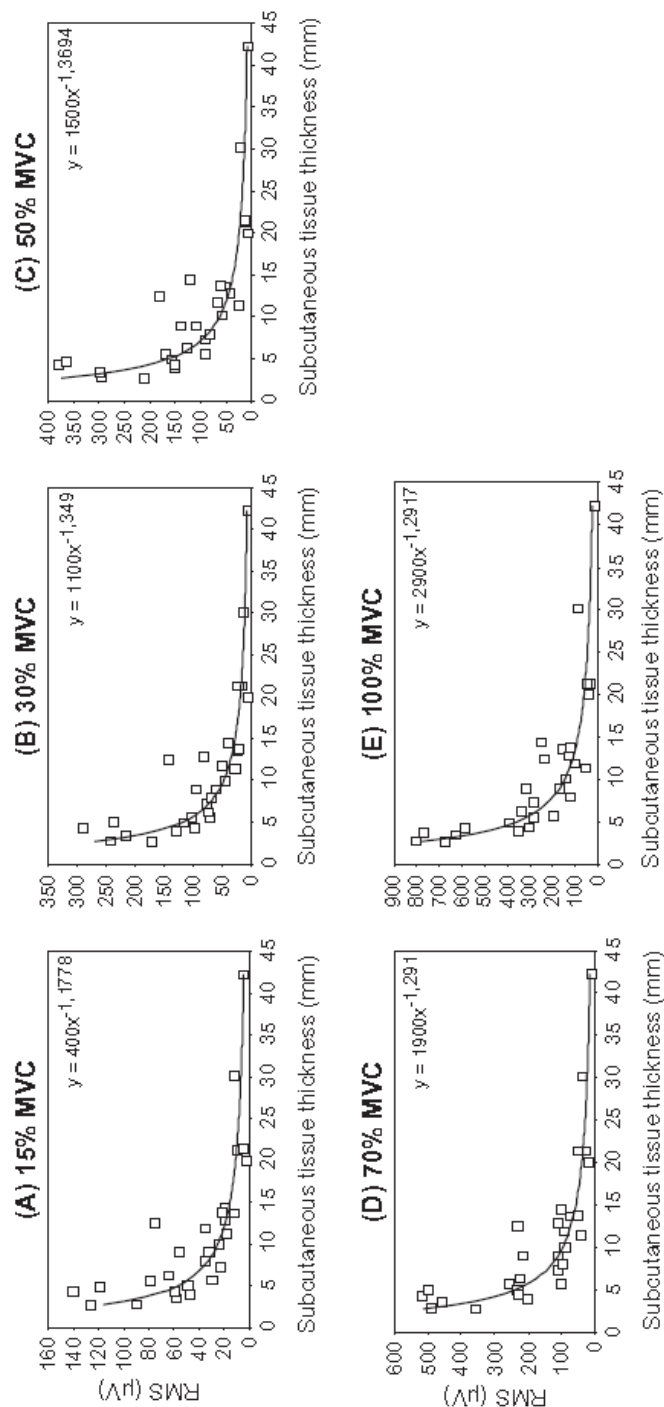 (A) 15% MVC
y = 400x-1,1778
RMS (µV)
160
140
120
100
80
60
40
20
0
0 5 10 15 20 25 30 35 40 45
Subcutaneous tissue thickness (mm)
(B) 30% MVC
y = 1100x-1,349
350
300
250
200
150
100
50
0
0 5 10 15 20 25 30 35 40 45
Subcutaneous tissue thickness (mm)
(C) 50% MVC
y = 1500x-1,3694
400
350
300
250
200
150
100
50
0
0 5 10 15 20 25 30 35 40 45
Subcutaneous tissue thickness (mm)
(D) 70% MVC
y = 1900x-1,291
RMS (µV)
600
500
400
300
200
100
0
0 5 10 15 20 25 30 35 40 45
Subcutaneous tissue thickness (mm)
(E) 100% MVC
y = 2900x-1,2917
900
800
700
600
500
400
300
200
100
0
0 5 10 15 20 25 30 35 40 45
Subcutaneous tissue thickness (mm)